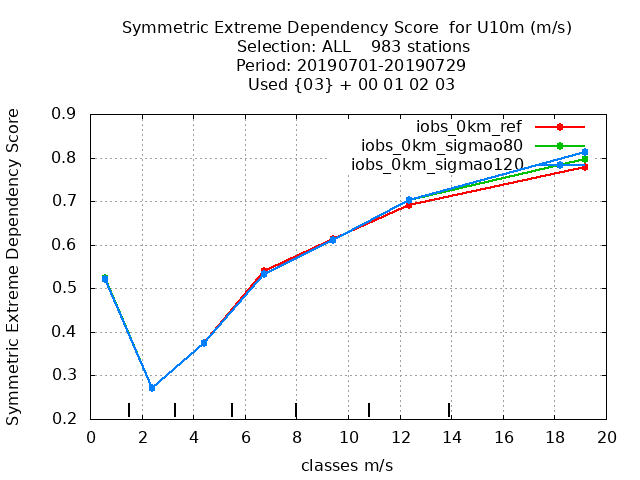 Symmetric Extreme Dependency Score  for U10m (m/s)
Selection: ALL    983 stations
Period: 20190701-20190729
Used {03} + 00 01 02 03
Symmetric Extreme Dependency Score
0.9
0.8
0.7
0.6
0.5
0.4
0.3
0.2
iobs_0km_ref
iobs_0km_sigmao80
iobs_0km_sigmao120
0 2 4 6 8 10 12 14 16 18 20
classes m/s